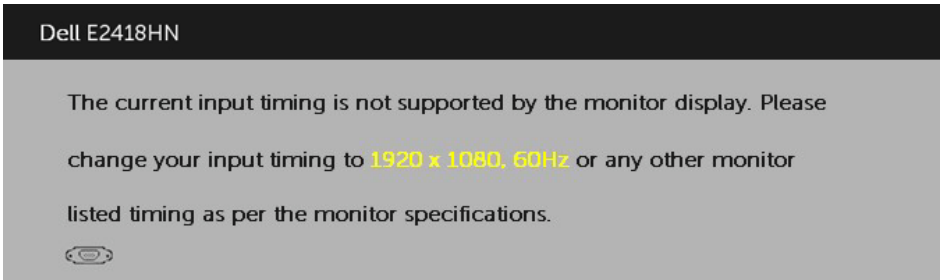 Dell E2418HN
The current input timing is not supported by the monitor display. Please
change your input timing to 1920 x 1080, 60Hz or any other monitor
listed timing as per the monitor specifications.